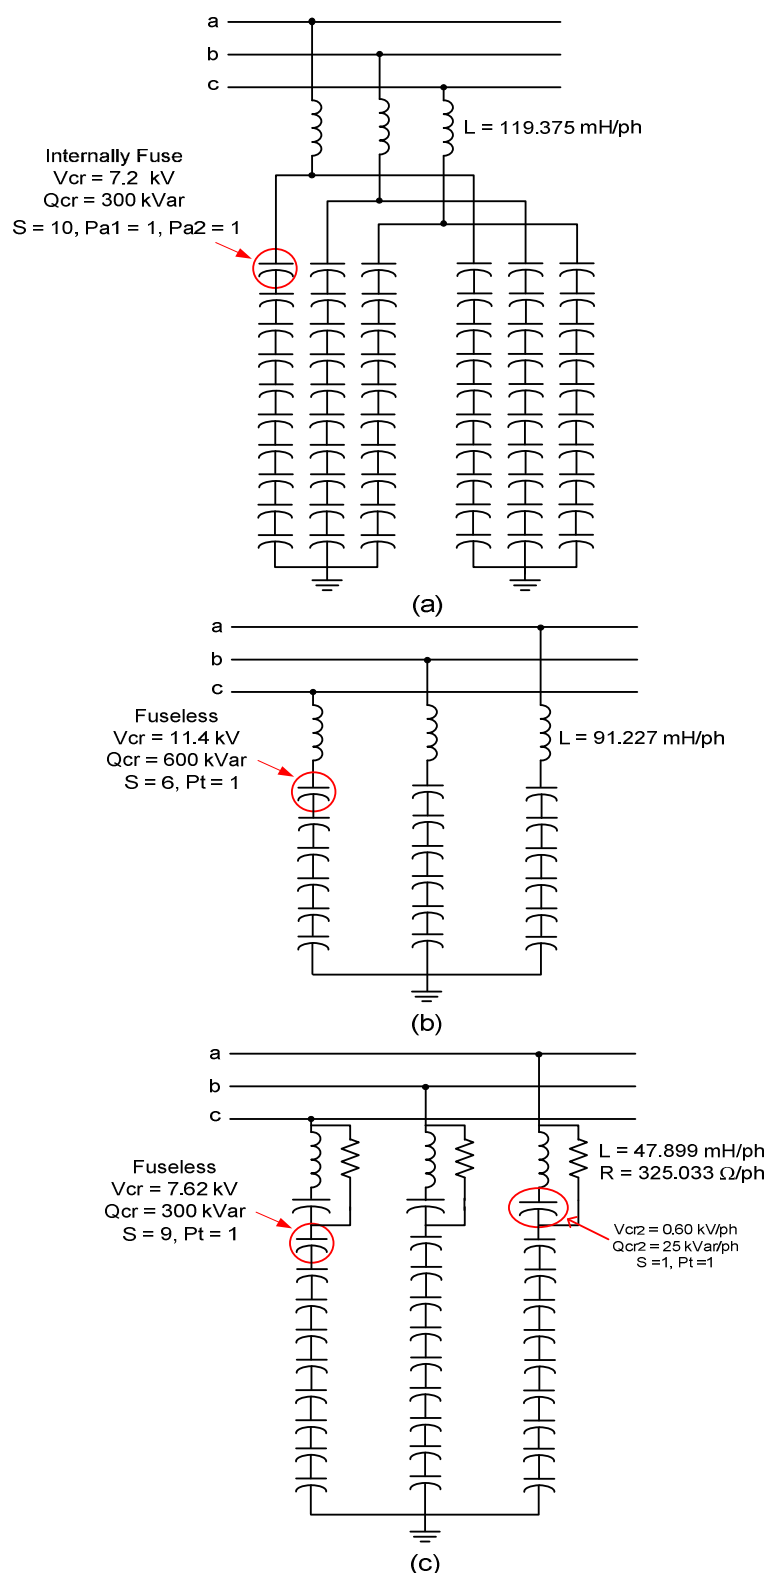 a
b
c
L = 119.375 mH/ph
Internally Fuse
Vcr = 7.2 kV
Qcr = 300 kVar
S = 10, Pa1 = 1, Pa2 = 1
(a)
a
b
c
Fuseless
Vcr = 11.4 kV
Qcr = 600 kVar
S = 6, Pt = 1
L = 91.227 mH/ph
(b)
a
b
c
L = 47.899 mH/ph
R = 325.033 Ω/ph
Fuseless
Vcr = 7.62 kV
Qcr = 300 kVar
S = 9, Pt = 1
Vcr2 = 0.60 kV/ph
Qcr2 = 25 kVar/ph
S =1, Pt =1
(c)